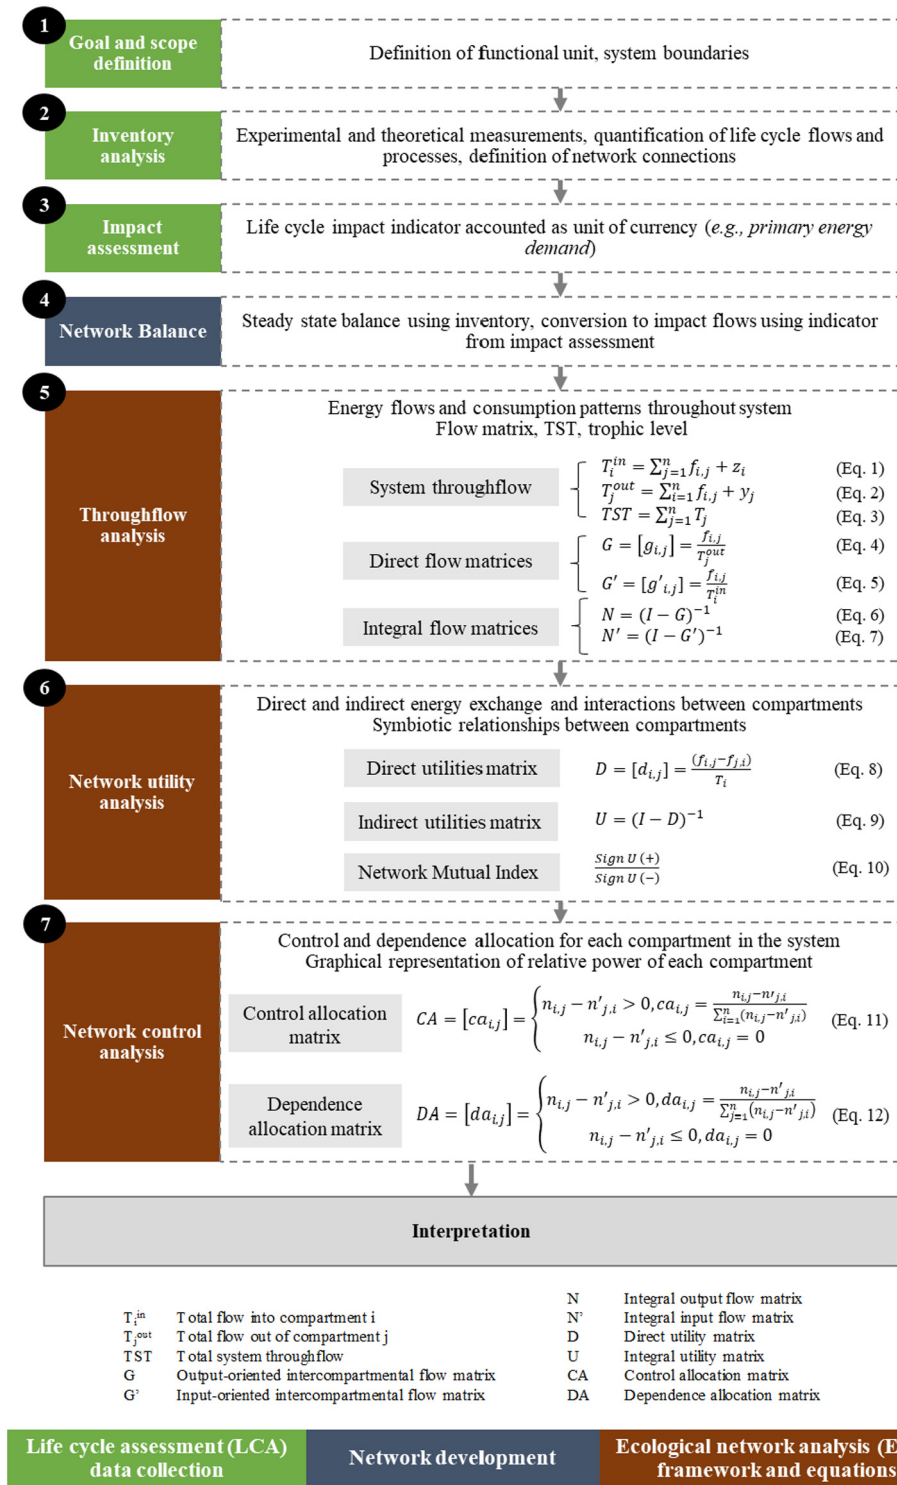 1
Goal and scope
definition
Definition of functional unit, system boundaries
2
Inventory
analysis
Experimental and theoretical measurements, quantification of life cycle flows and
processes, definition of network connections
3
Impact
assessment
Life cycle impact indicator accounted as unit of currency (e.g., primary energy
demand)
4
Network Balance
Steady state balance using inventory, conversion to impact flows using indicator
from impact assessment
5
Throughflow
analysis
Energy flows and consumption patterns throughout system
Flow matrix, TST, trophic level
System throughflow
T_i^{in} = ∑_{j=1}^{n} f_{i,j} + z_i (Eq. 1)
T_j^{out} = ∑_{i=1}^{n} f_{i,j} + y_j (Eq. 2)
TST = ∑_{j=1}^{n} T_j (Eq. 3)
Direct flow matrices
G = [g_{i,j}] = f_{i,j} / T_j^{out} (Eq. 4)
G' = [g'_{i,j}] = f_{i,j} / T_i^{in} (Eq. 5)
Integral flow matrices
N = (I − G)^{-1} (Eq. 6)
N' = (I − G')^{-1} (Eq. 7)
6
Network utility
analysis
Direct and indirect energy exchange and interactions between compartments
Symbiotic relationships between compartments
Direct utilities matrix
D = [d_{i,j}] = (f_{i,j}−f_{j,i}) / T_i (Eq. 8)
Indirect utilities matrix
U = (I − D)^{-1} (Eq. 9)
Network Mutual Index
Sign U (+) / Sign U (−) (Eq. 10)
7
Network control
analysis
Control and dependence allocation for each compartment in the system
Graphical representation of relative power of each compartment
Control allocation
matrix
CA = [ca_{i,j}] = { n_{i,j} − n'_{j,i} > 0, ca_{i,j} = (n_{i,j}−n'_{j,i}) / ∑_{i=1}^{n}(n_{i,j}−n'_{j,i}) (Eq. 11)
n_{i,j} − n'_{j,i} ≤ 0, ca_{i,j} = 0
Dependence
allocation matrix
DA = [da_{i,j}] = { n_{i,j} − n'_{j,i} > 0, da_{i,j} = (n_{i,j}−n'_{j,i}) / ∑_{j=1}^{n}(n_{i,j}−n'_{j,i}) (Eq. 12)
n_{i,j} − n'_{j,i} ≤ 0, da_{i,j} = 0
Interpretation
T_i^{in} Total flow into compartment i
T_j^{out} Total flow out of compartment j
TST Total system throughflow
G Output-oriented intercompartmental flow matrix
G' Input-oriented intercompartmental flow matrix
N Integral output flow matrix
N' Integral input flow matrix
D Direct utility matrix
U Integral utility matrix
CA Control allocation matrix
DA Dependence allocation matrix
Life cycle assessment (LCA)
data collection
Network development
Ecological network analysis (E
framework and equations